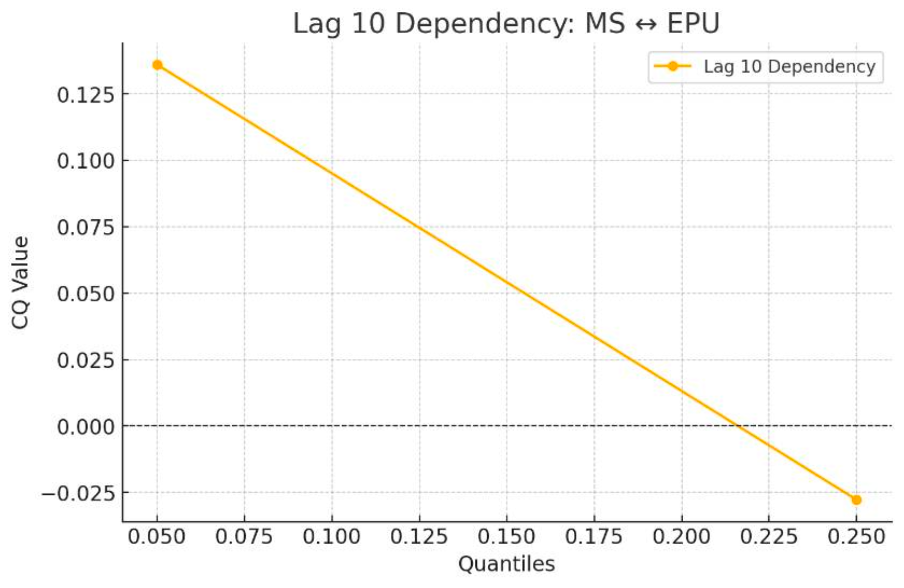 Lag 10 Dependency: MS ↔ EPU
Lag 10 Dependency
0.125
0.100
0.075
0.050
0.025
0.000
−0.025
CQ Value
0.050 0.075 0.100 0.125 0.150 0.175 0.200 0.225 0.250
Quantiles